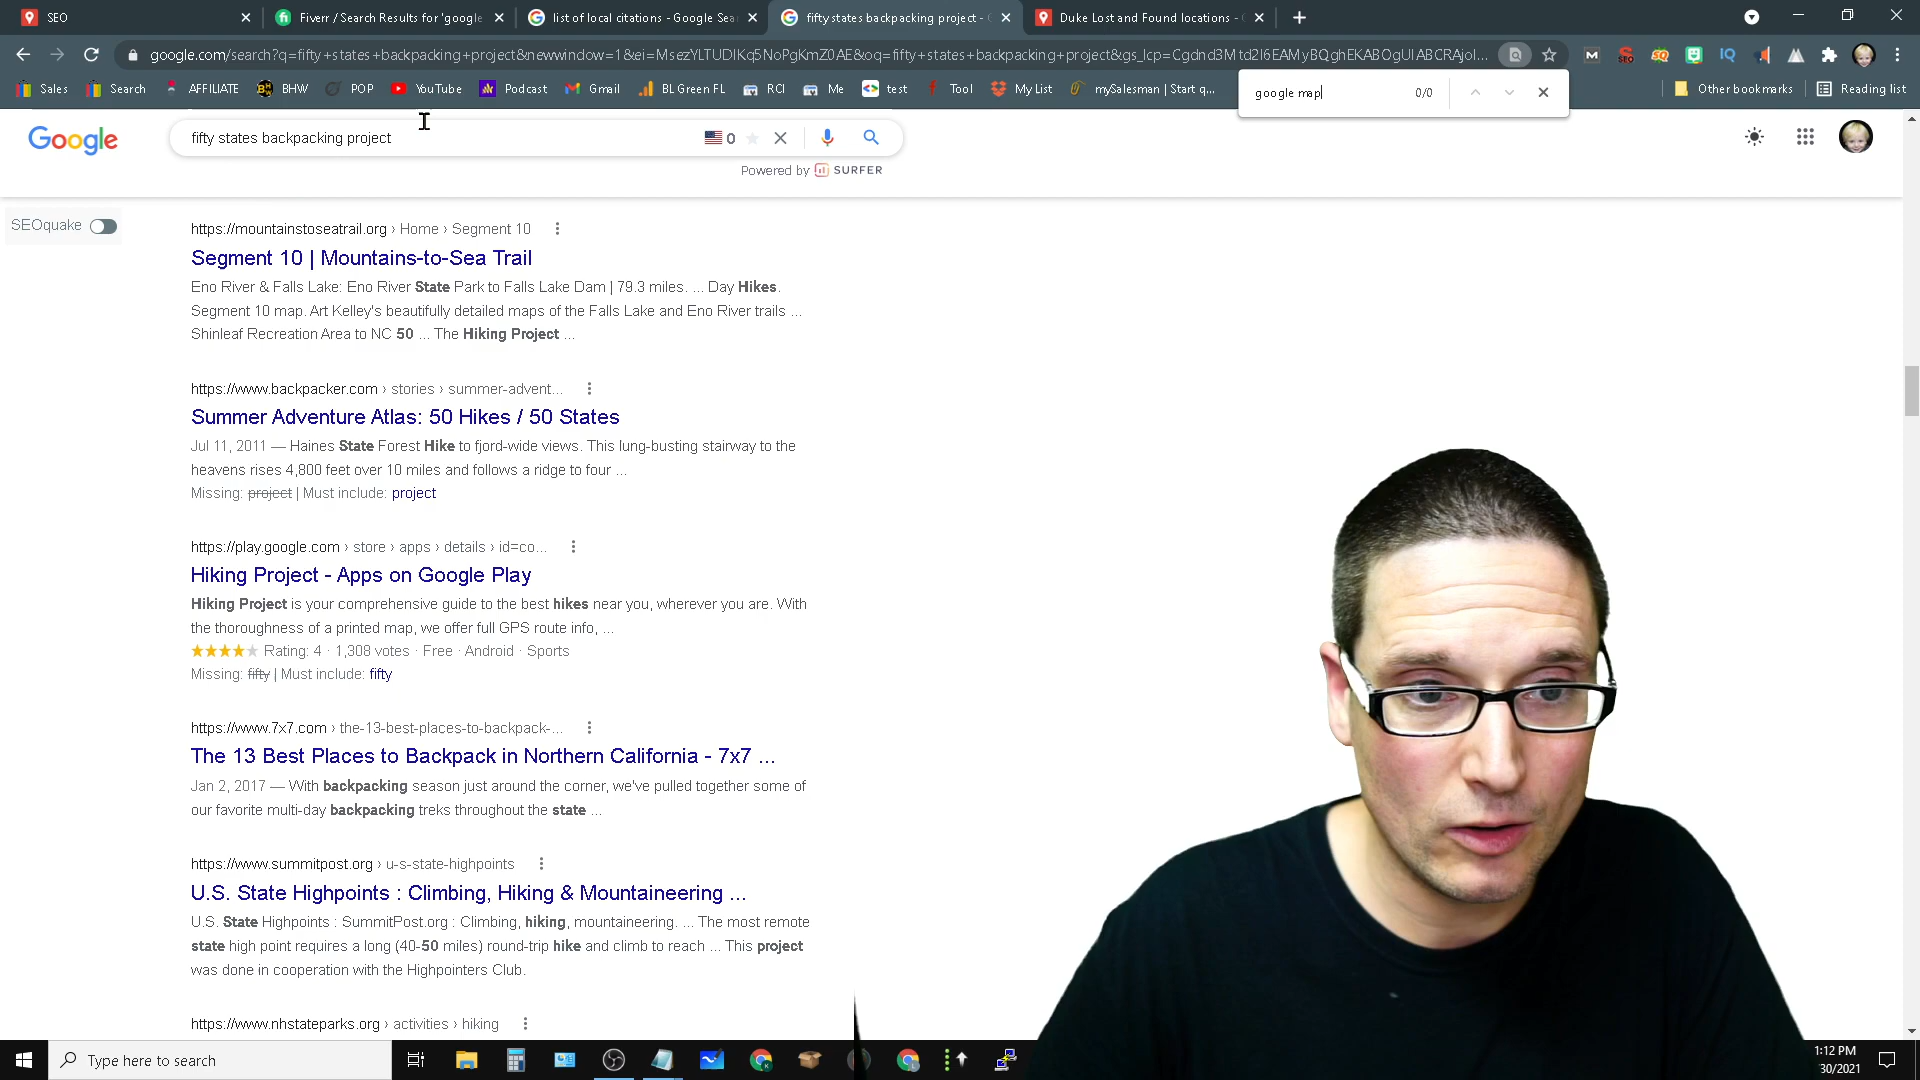 SEO
Fiverr / Search Results for 'google
list of local citations - Google Sea
fifty states backpacking project -
Duke Lost and Found locations -
google.com/search?q=fifty+states+backpacking+project&newwindow=1&ei=MsezYLTUDIKq5NoPgKmZ0AE&oq=fifty+states+backpacking+project&gs_lcp=Cgdnd3Mtd2l6EAMyBQghEKABOgUIABCRAjol...
Sales Search AFFILIATE BHW POP YouTube Podcast Gmail BL Green FL RCI Me test Tool My List mySalesman | Start q... Other bookmarks Reading list
google map 0/0
Google
fifty states backpacking project
0
Powered by SURFER
SEOquake
https://mountainstoseatrail.org › Home › Segment 10
Segment 10 | Mountains-to-Sea Trail
Eno River & Falls Lake: Eno River State Park to Falls Lake Dam | 79.3 miles. ... Day Hikes.
Segment 10 map. Art Kelley's beautifully detailed maps of the Falls Lake and Eno River trails ...
Shinleaf Recreation Area to NC 50 ... The Hiking Project ...
https://www.backpacker.com › stories › summer-advent...
Summer Adventure Atlas: 50 Hikes / 50 States
Jul 11, 2011 — Haines State Forest Hike to fjord-wide views. This lung-busting stairway to the
heavens rises 4,800 feet over 10 miles and follows a ridge to four ...
Missing: project | Must include: project
https://play.google.com › store › apps › details › id=co...
Hiking Project - Apps on Google Play
Hiking Project is your comprehensive guide to the best hikes near you, wherever you are. With
the thoroughness of a printed map, we offer full GPS route info, ...
Rating: 4 · 1,308 votes · Free · Android · Sports
Missing: fifty | Must include: fifty
https://www.7x7.com › the-13-best-places-to-backpack-...
The 13 Best Places to Backpack in Northern California - 7x7 ...
Jan 2, 2017 — With backpacking season just around the corner, we've pulled together some of
our favorite multi-day backpacking treks throughout the state ...
https://www.summitpost.org › u-s-state-highpoints
U.S. State Highpoints : Climbing, Hiking & Mountaineering ...
U.S. State Highpoints : SummitPost.org : Climbing, hiking, mountaineering. ... The most remote
state high point requires a long (40-50 miles) round-trip hike and climb to reach ... This project
was done in cooperation with the Highpointers Club.
https://www.nhstateparks.org › activities › hiking
Type here to search
1:12 PM
30/2021